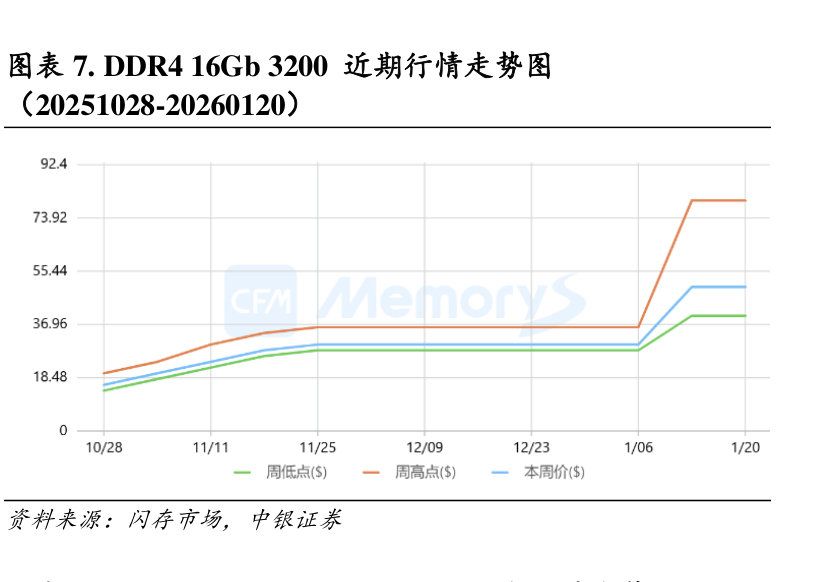 图表 7. DDR4 16Gb 3200 近期行情走势图
（20251028-20260120）
92.4
73.92
55.44
36.96
18.48
0
CFM MemoryS
10/28 11/11 11/25 12/09 12/23 1/06 1/20
周低点($) 周高点($) 本周价($)
资料来源：闪存市场，中银证券